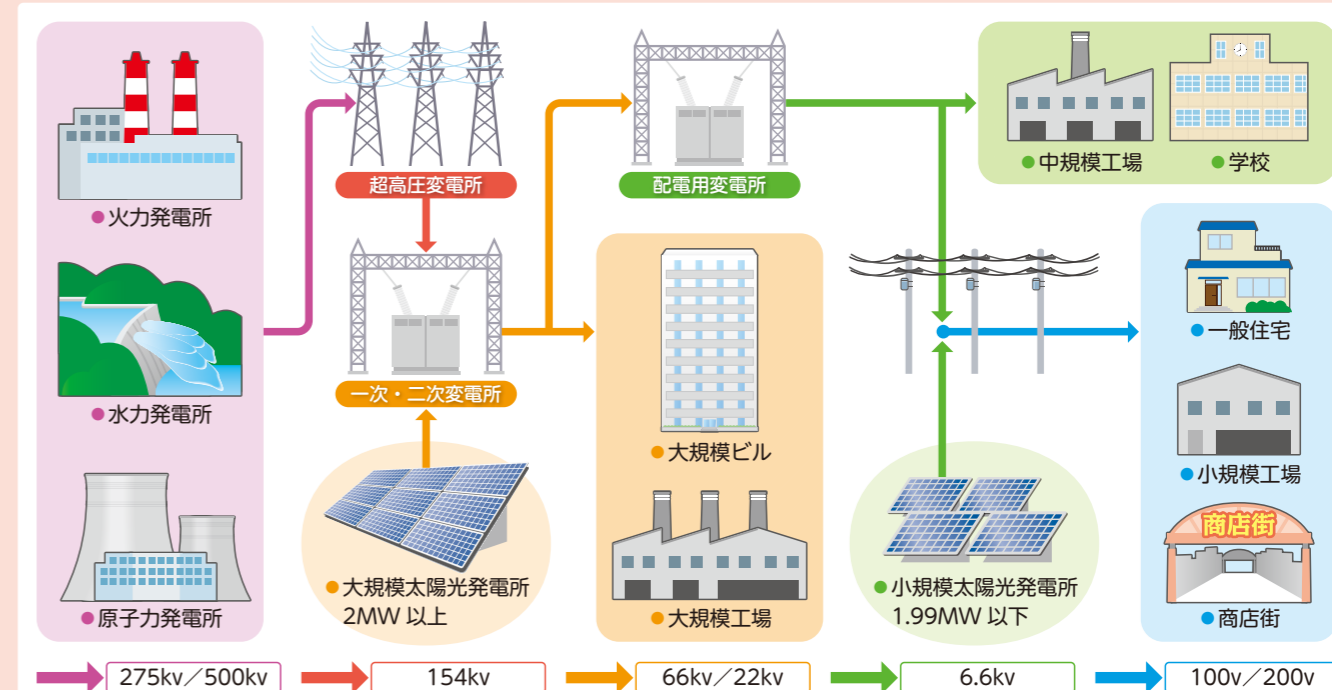 火力発電所
水力発電所
原子力発電所
超高圧変電所
一次・二次変電所
大規模太陽光発電所
2MW 以上
配電用変電所
大規模ビル
大規模工場
中規模工場
学校
小規模太陽光発電所
1.99MW 以下
一般住宅
小規模工場
商店街
商店街
275kv／500kv
154kv
66kv／22kv
6.6kv
100v／200v